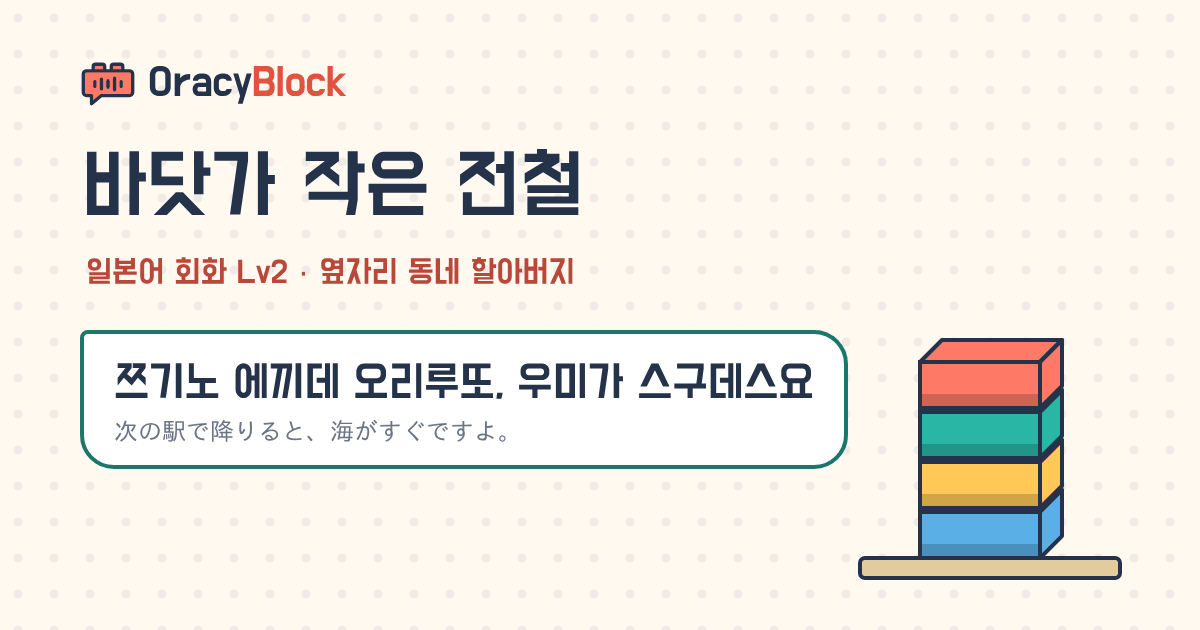 OracyBlock
바닷가 작은 전철
일본어 회화 Lv2 · 옆자리 동네 할아버지
쯔기노 에끼데 오리루또, 우미가 스구데스요
次の駅で降りると、海がすぐですよ。